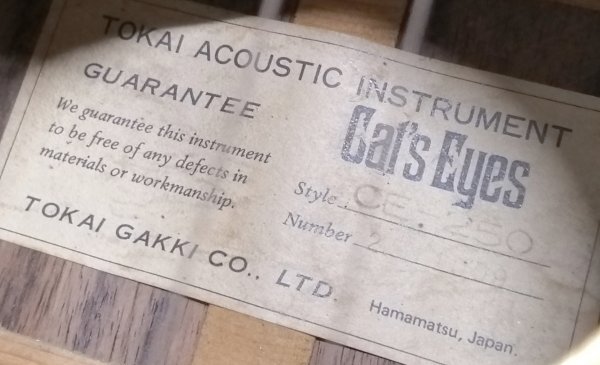 TOKAI ACOUSTIC INSTRUMENT
GUARANTEE
We guarantee this instrument
to be free of any defects in
materials or workmanship.
Cat's Eyes
Style CE.250
Number
TOKAI GAKKI CO., LTD.
Hamamatsu, Japan.